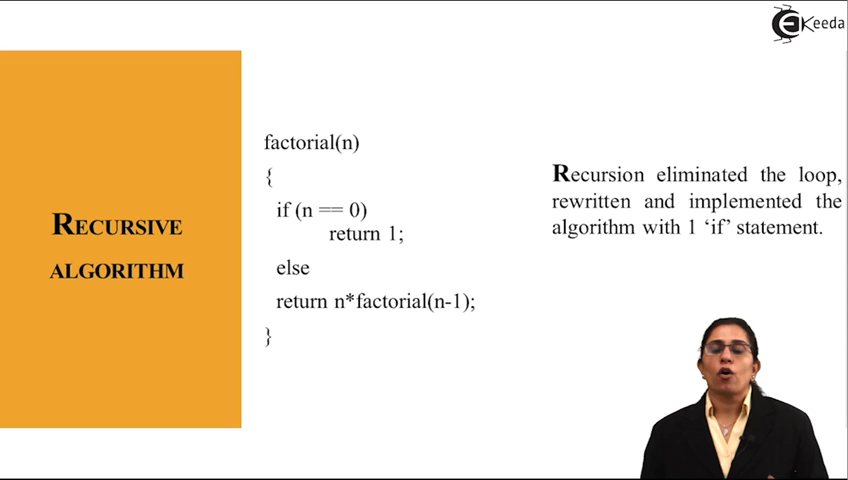 Keeda
RECURSIVE
ALGORITHM
factorial(n)
{
if (n == 0)
return 1;
else
return n*factorial(n-1);
}
Recursion eliminated the loop,
rewritten and implemented the
algorithm with 1 ‘if’ statement.